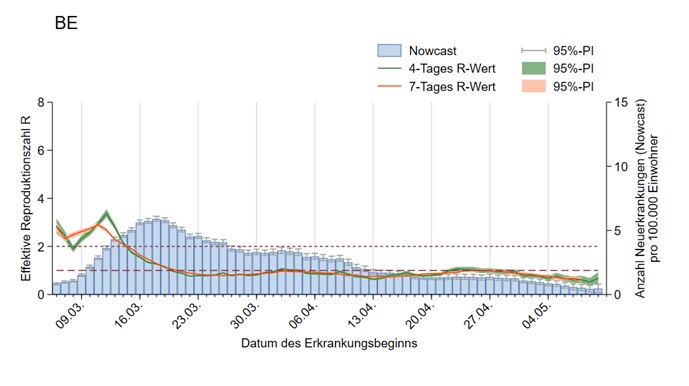 BE
Nowcast
95%-PI
4-Tages R-Wert
95%-PI
7-Tages R-Wert
95%-PI
Effektive Reproduktionszahl R
8
6
4
2
0
15
10
5
0
Anzahl Neuerkrankungen (Nowcast)
pro 100.000 Einwohner
09.03.
16.03.
23.03.
30.03.
06.04.
13.04.
20.04.
27.04.
04.05.
Datum des Erkrankungsbeginns